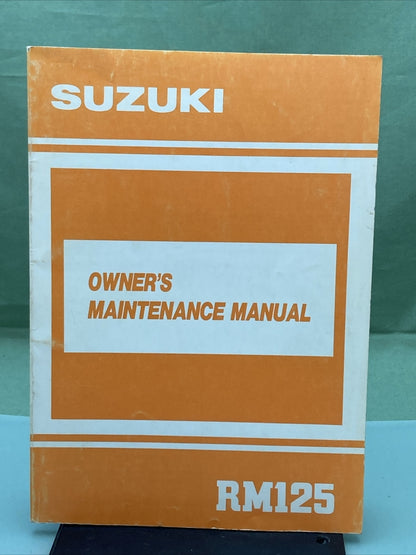 SUZUKI
OWNER'S
MAINTENANCE MANUAL
RM125